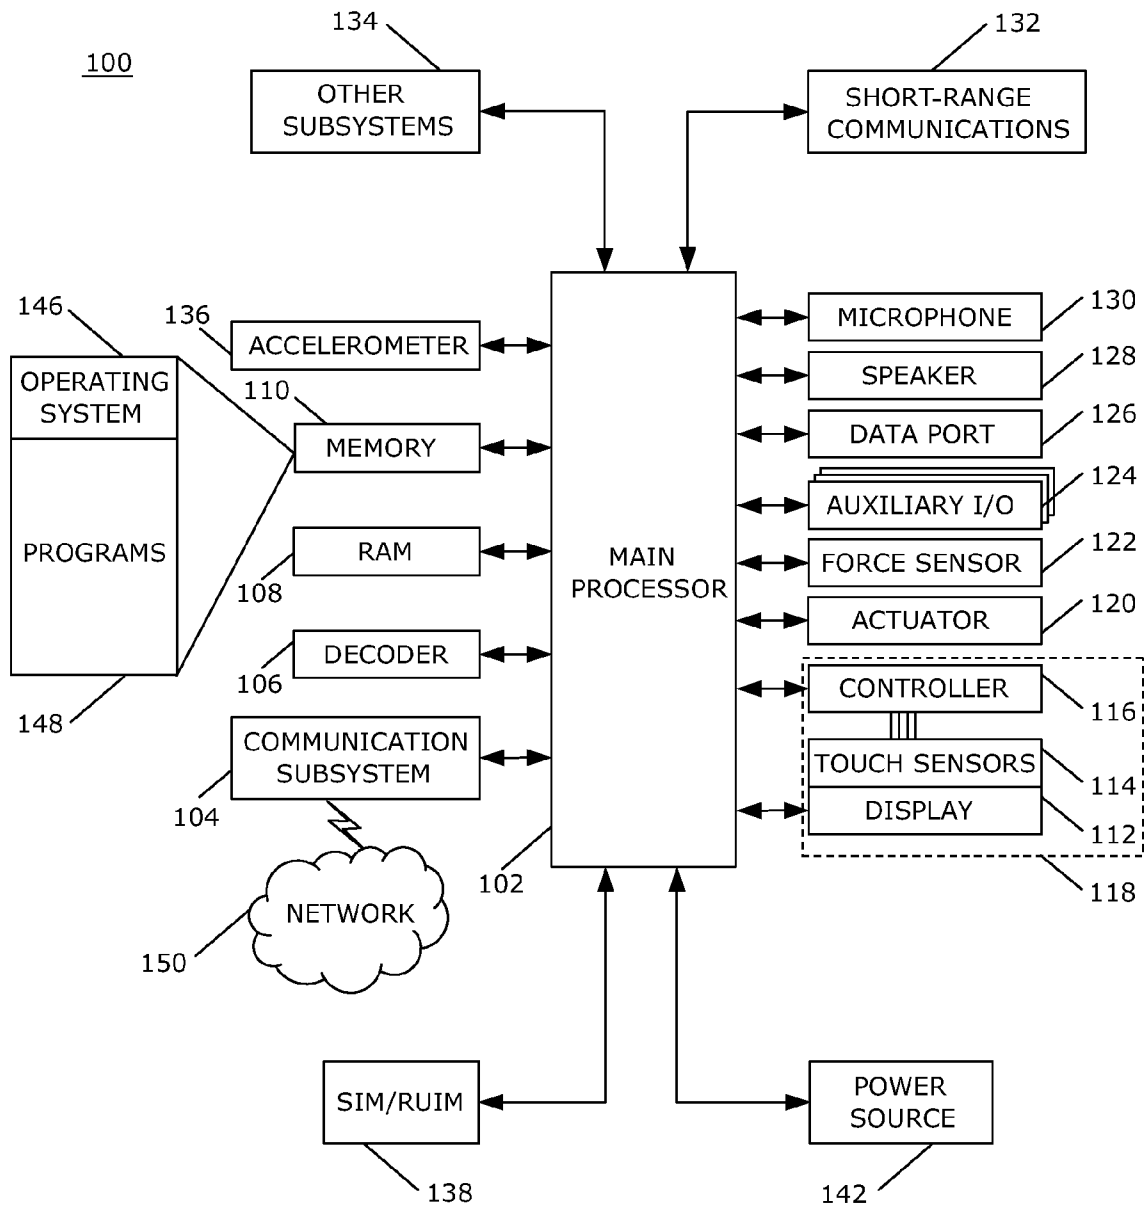 134
132
100
OTHER
SUBSYSTEMS
SHORT-RANGE
COMMUNICATIONS
146
136
ACCELEROMETER
110
OPERATING
SYSTEM
MEMORY
PROGRAMS
RAM
108
DECODER
106
148
COMMUNICATION
SUBSYSTEM
104
NETWORK
150
MAIN
PROCESSOR
102
MICROPHONE
130
SPEAKER
128
DATA PORT
126
AUXILIARY I/O
124
FORCE SENSOR
122
ACTUATOR
120
CONTROLLER
116
TOUCH SENSORS
114
DISPLAY
112
118
SIM/RUIM
138
POWER
SOURCE
142